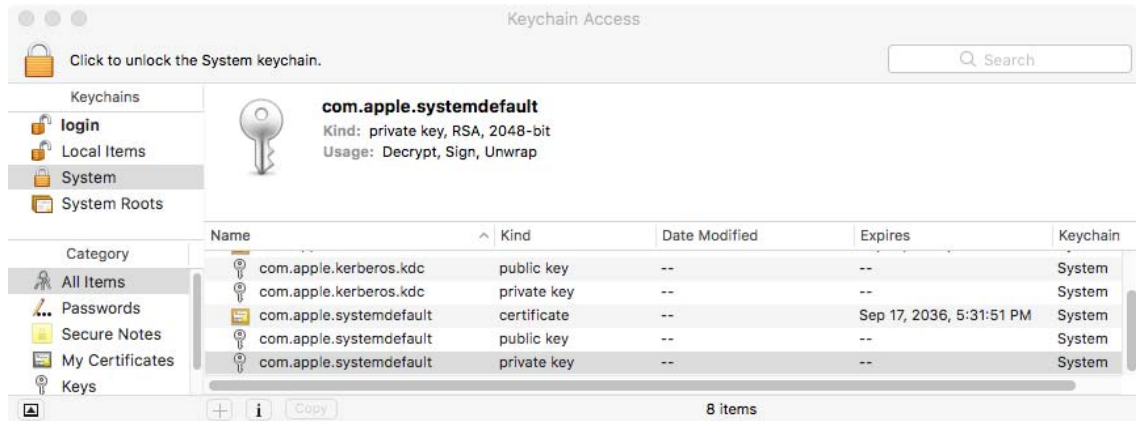 Keychain Access
Click to unlock the System keychain.
Search
Keychains
login
Local Items
System
System Roots
Category
All Items
Passwords
Secure Notes
My Certificates
Keys
com.apple.systemdefault
Kind: private key, RSA, 2048-bit
Usage: Decrypt, Sign, Unwrap
Name Kind Date Modified Expires Keychain
com.apple.kerberos.kdc public key -- -- System
com.apple.kerberos.kdc private key -- -- System
com.apple.systemdefault certificate -- Sep 17, 2036, 5:31:51 PM System
com.apple.systemdefault public key -- -- System
com.apple.systemdefault private key -- -- System
+ i Copy 8 items